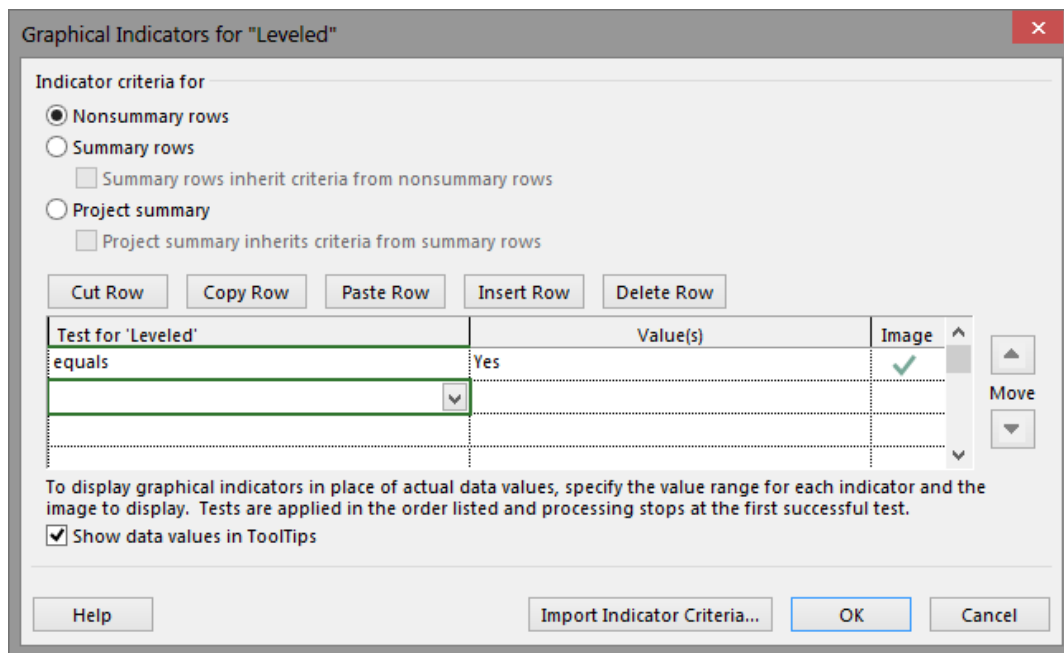 Graphical Indicators for "Leveled"
Indicator criteria for
Nonsummary rows
Summary rows
Summary rows inherit criteria from nonsummary rows
Project summary
Project summary inherits criteria from summary rows
Cut Row Copy Row Paste Row Insert Row Delete Row
Test for 'Leveled' Value(s) Image
equals Yes
Move
To display graphical indicators in place of actual data values, specify the value range for each indicator and the
image to display. Tests are applied in the order listed and processing stops at the first successful test.
Show data values in ToolTips
Help Import Indicator Criteria... OK Cancel